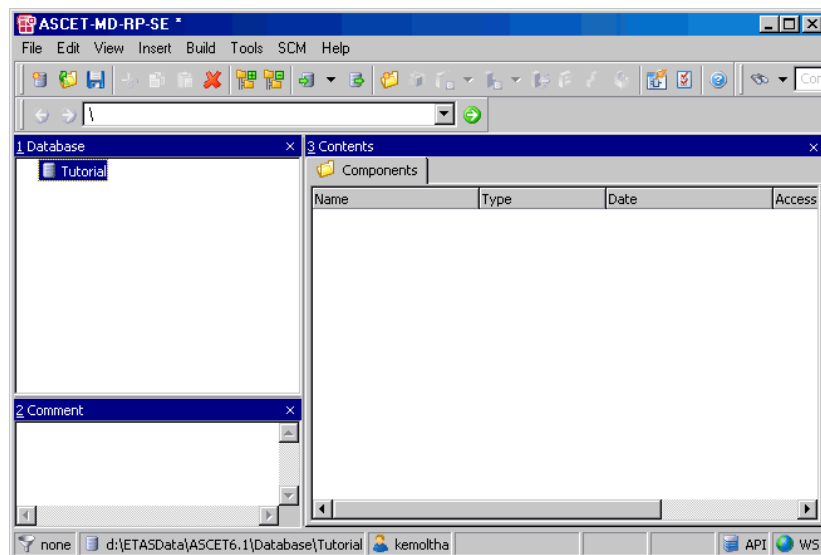 ASCET-MD-RP-SE *
File Edit View Insert Build Tools SCM Help
\
1 Database
3 Contents
Tutorial
Components
Name Type Date Access
2 Comment
none d:\ETASData\ASCET6.1\Database\Tutorial kemoltha API WS